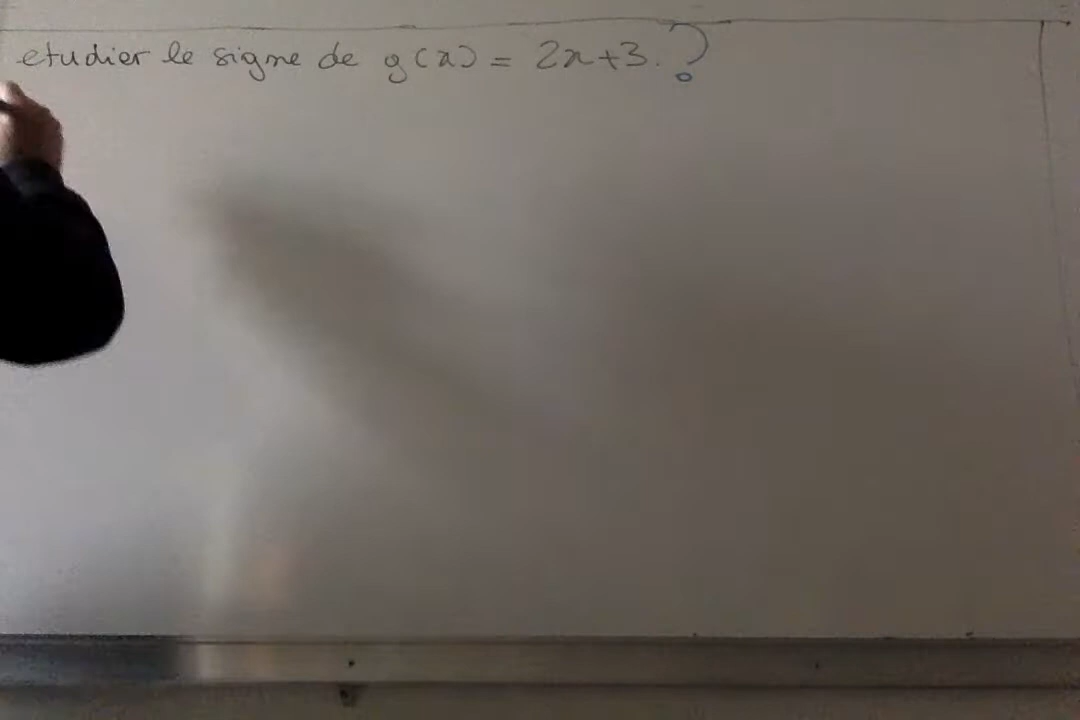 etudier le signe de g(x) = 2x+3. ?